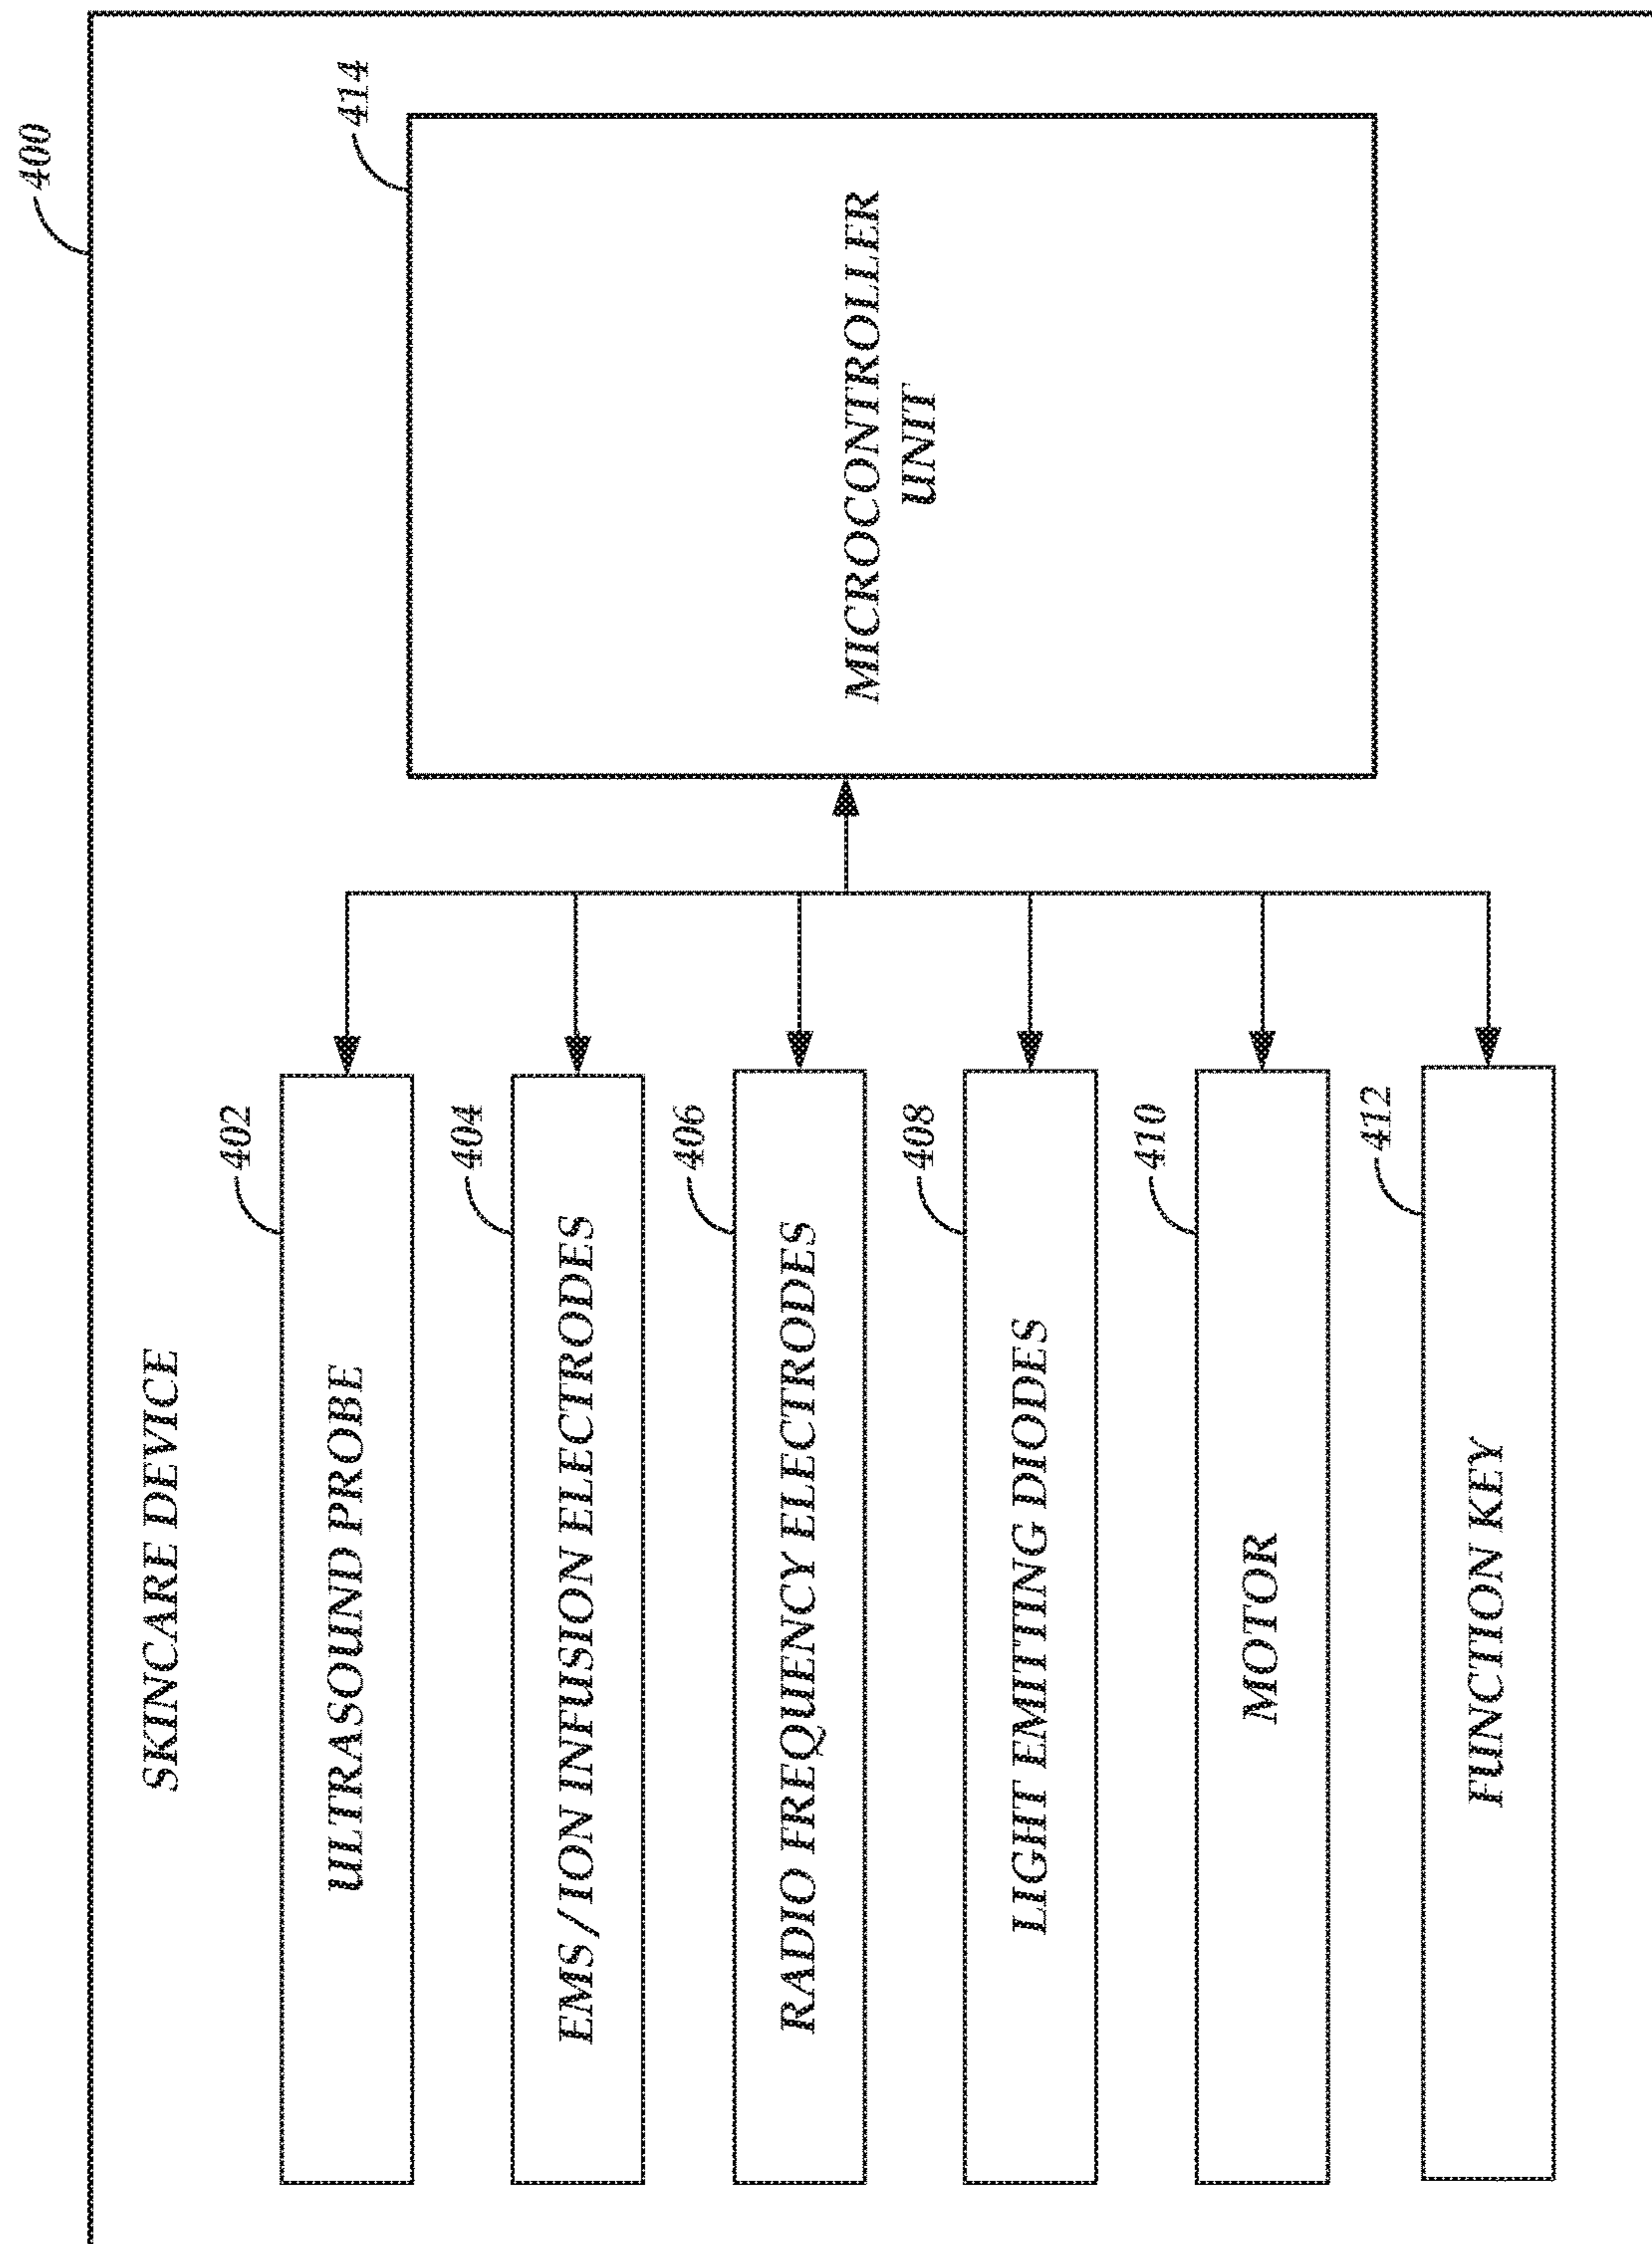 400
SKINCARE DEVICE
402
ULTRASOUND PROBE
404
EMS/ION INFUSION ELECTRODES
406
RADIO FREQUENCY ELECTRODES
408
LIGHT EMITTING DIODES
410
MOTOR
412
FUNCTION KEY
414
MICROCONTROLLER
UNIT